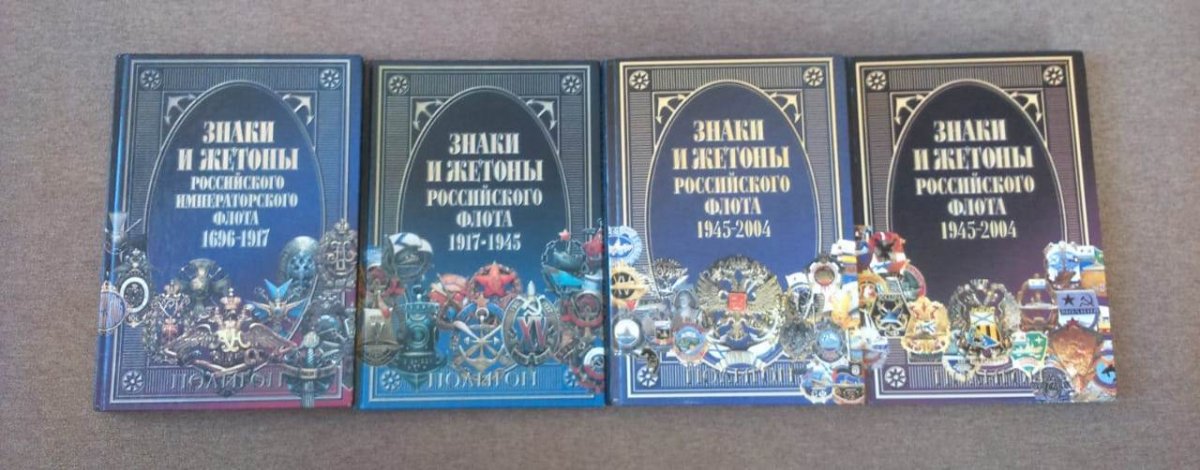 ЗНАКИ
И ЖЕТОНЫ
РОССИЙСКОГО
ИМПЕРАТОРСКОГО
ФЛОТА
1696-1917
ПОЛИГОН
ЗНАКИ
И ЖЕТОНЫ
РОССИЙСКОГО
ФЛОТА
1917-1945
ПОЛИГОН
ЗНАКИ
И ЖЕТОНЫ
РОССИЙСКОГО
ФЛОТА
1945-2004
ПОЛИГОН
ЗНАКИ
И ЖЕТОНЫ
РОССИЙСКОГО
ФЛОТА
1945-2004
ПОЛИГОН